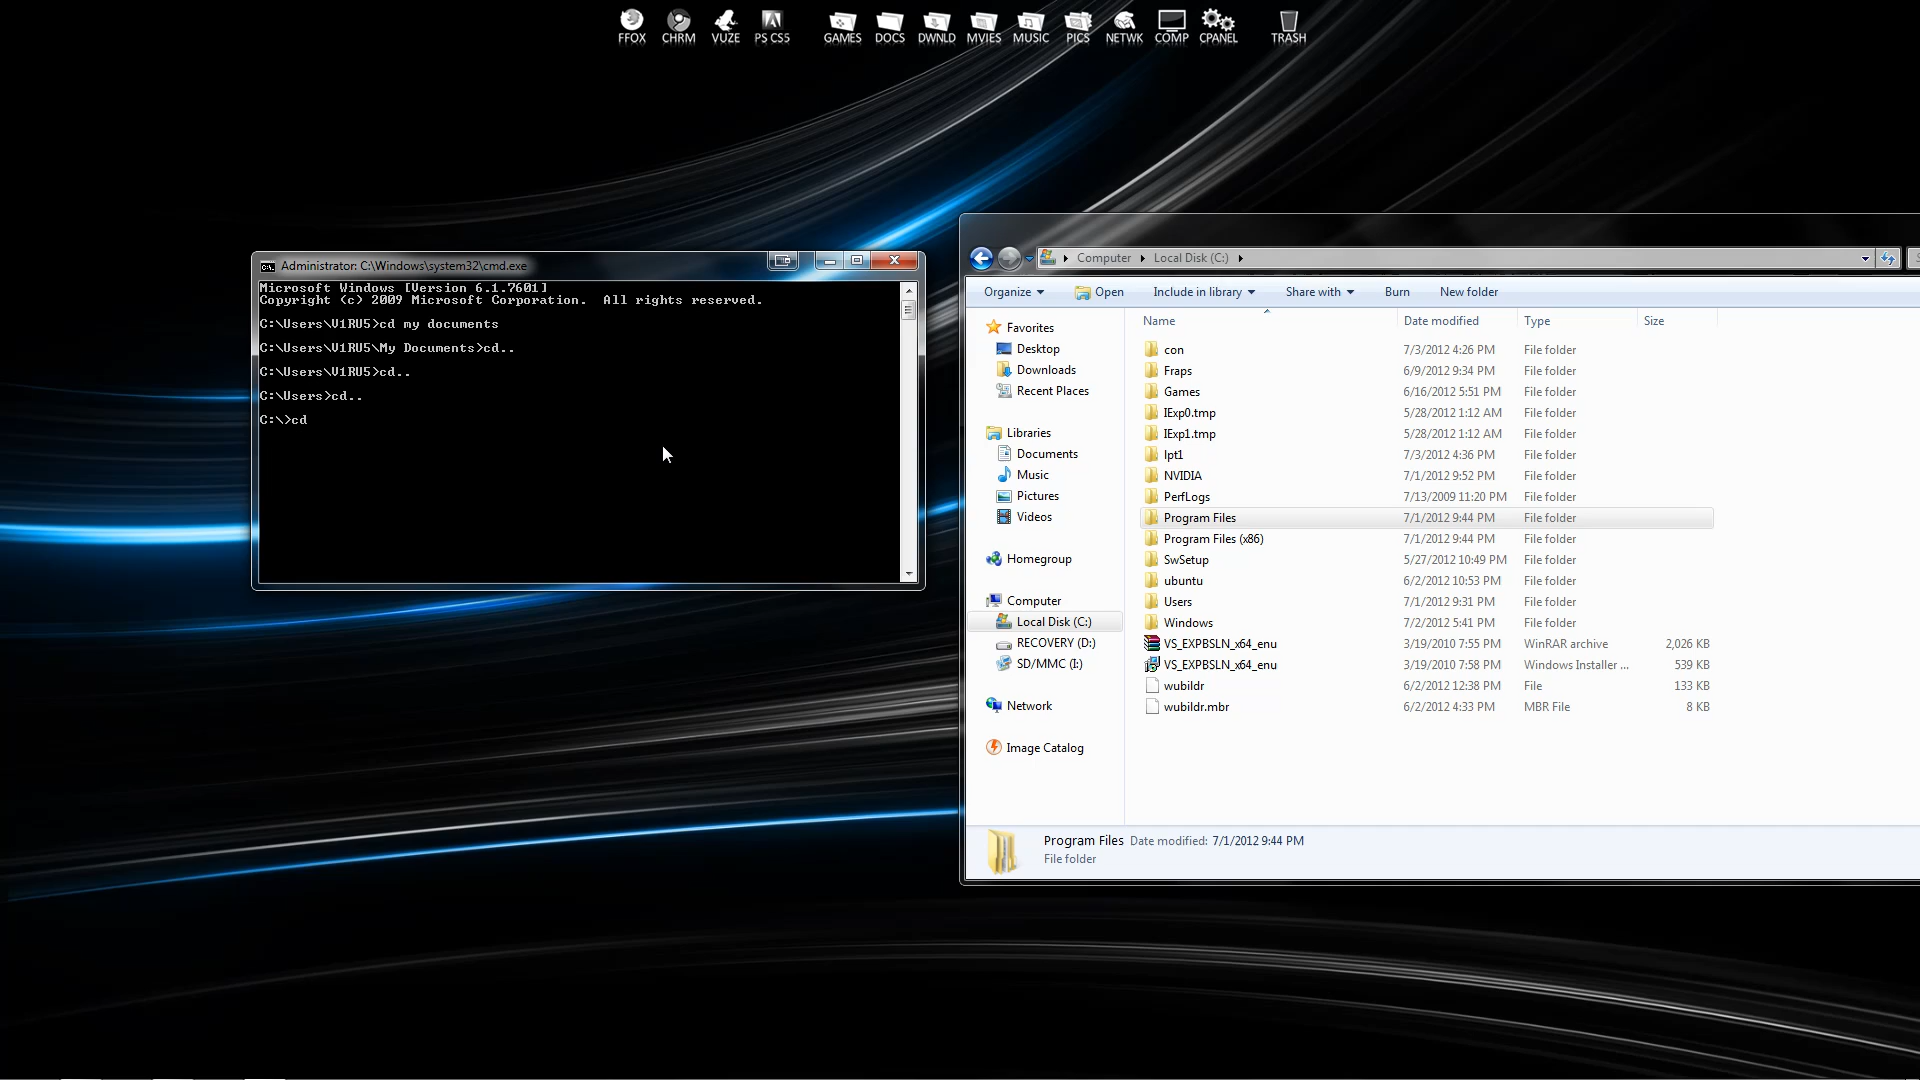 FFOX CHRM VUZE PS CS5 GAMES DOCS DWNLD MVIES MUSIC PICS NETWK COMP CPANEL TRASH
Administrator: C:\Windows\system32\cmd.exe
Microsoft Windows [Version 6.1.7601]
Copyright (c) 2009 Microsoft Corporation.  All rights reserved.
C:\Users\V1RU5>cd my documents
C:\Users\V1RU5\My Documents>cd..
C:\Users\V1RU5>cd..
C:\Users>cd..
C:\>cd
Computer Local Disk (C:)
Organize Open Include in library Share with Burn New folder
Favorites
Desktop
Downloads
Recent Places
Libraries
Documents
Music
Pictures
Videos
Homegroup
Computer
Local Disk (C:)
RECOVERY (D:)
SD/MMC (I:)
Network
Image Catalog
Name Date modified Type Size
con 7/3/2012 4:26 PM File folder
Fraps 6/9/2012 9:34 PM File folder
Games 6/16/2012 5:51 PM File folder
IExp0.tmp 5/28/2012 1:12 AM File folder
IExp1.tmp 5/28/2012 1:12 AM File folder
lpt1 7/3/2012 4:36 PM File folder
NVIDIA 7/1/2012 9:52 PM File folder
PerfLogs 7/13/2009 11:20 PM File folder
Program Files 7/1/2012 9:44 PM File folder
Program Files (x86) 7/1/2012 9:44 PM File folder
SwSetup 5/27/2012 10:49 PM File folder
ubuntu 6/2/2012 10:53 PM File folder
Users 7/1/2012 9:31 PM File folder
Windows 7/2/2012 5:41 PM File folder
VS_EXPBSLN_x64_enu 3/19/2010 7:55 PM WinRAR archive 2,026 KB
VS_EXPBSLN_x64_enu 3/19/2010 7:58 PM Windows Installer ... 539 KB
wubildr 6/2/2012 12:38 PM File 133 KB
wubildr.mbr 6/2/2012 4:33 PM MBR File 8 KB
Program Files Date modified: 7/1/2012 9:44 PM
File folder